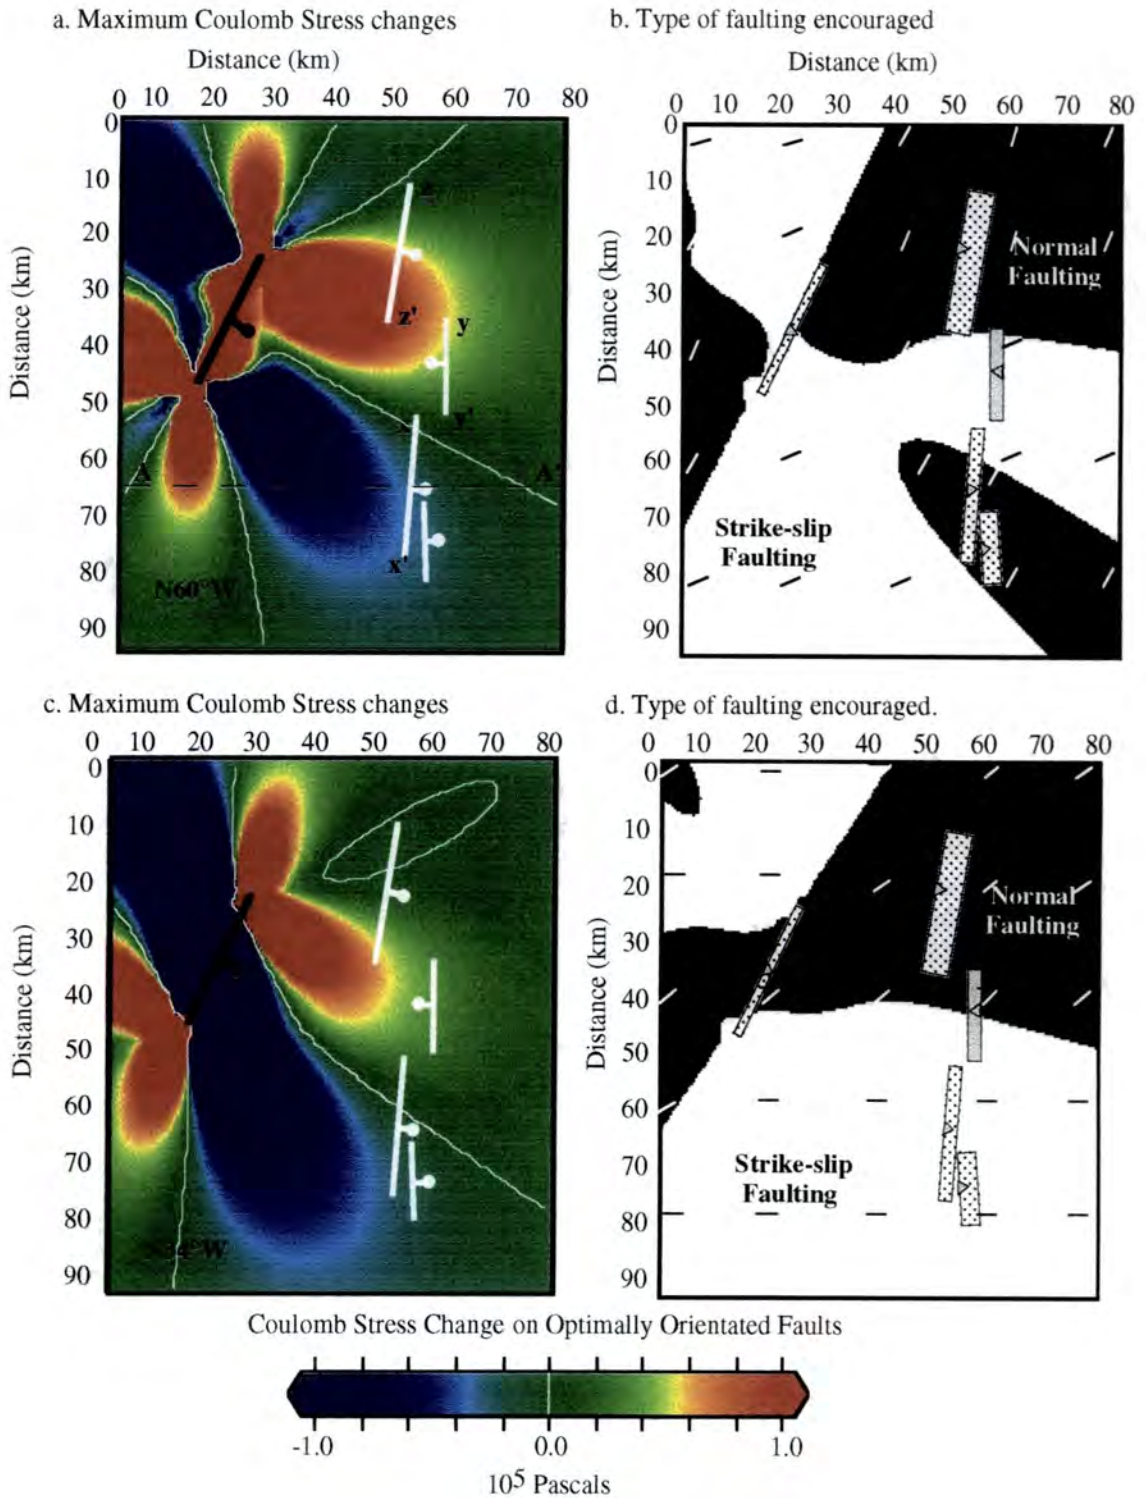 a. Maximum Coulomb Stress changes
Distance (km)
0 10 20 30 40 50 60 70 80
0
10
20
30
40
50
60
70
80
90
Distance (km)
z'
y
y'
A
A'
x'
N60°W
b. Type of faulting encouraged
Distance (km)
0 10 20 30 40 50 60 70 80
0
10
20
30
40
50
60
70
80
90
Distance (km)
Normal
Faulting
Strike-slip
Faulting
c. Maximum Coulomb Stress changes
0 10 20 30 40 50 60 70 80
0
10
20
30
40
50
60
70
80
90
Distance (km)
d. Type of faulting encouraged.
0 10 20 30 40 50 60 70 80
0
10
20
30
40
50
60
70
80
90
Distance (km)
Normal
Faulting
Strike-slip
Faulting
Coulomb Stress Change on Optimally Orientated Faults
-1.0 0.0 1.0
10⁵ Pascals